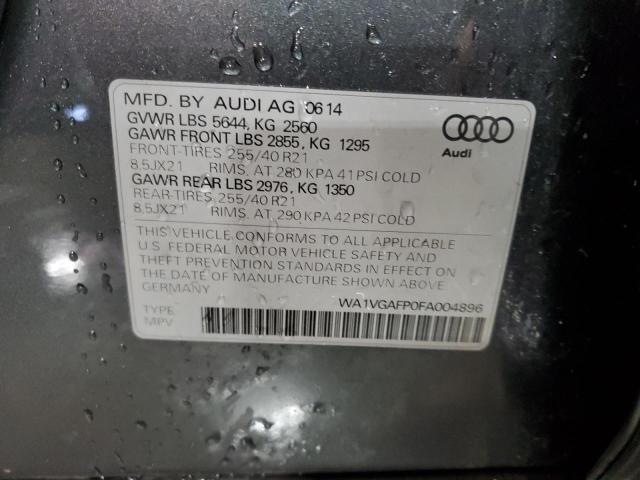 MFD. BY AUDI AG 06 14
GVWR LBS 5644, KG 2560
GAWR FRONT LBS 2855, KG 1295
FRONT-TIRES 255/40 R21
8,5JX21 RIMS, AT 280 KPA 41 PSI COLD
GAWR REAR LBS 2976, KG 1350
REAR-TIRES 255/40 R21
8,5JX21 RIMS, AT 290 KPA 42 PSI COLD
Audi
THIS VEHICLE CONFORMS TO ALL APPLICABLE
U.S. FEDERAL MOTOR VEHICLE SAFETY AND
THEFT PREVENTION STANDARDS IN EFFECT ON
THE DATE OF MANUFACTURE SHOWN ABOVE
GERMANY
WA1VGAFP0FA004896
TYPE:
MPV